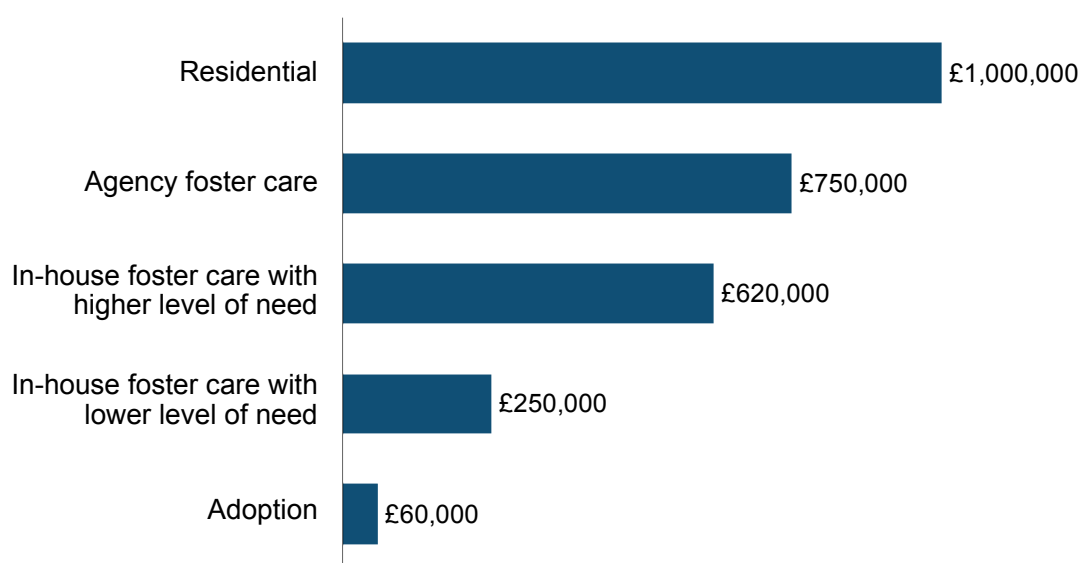 Residential
£1,000,000
Agency foster care
£750,000
In-house foster care with
higher level of need
£620,000
In-house foster care with
lower level of need
£250,000
Adoption
£60,000